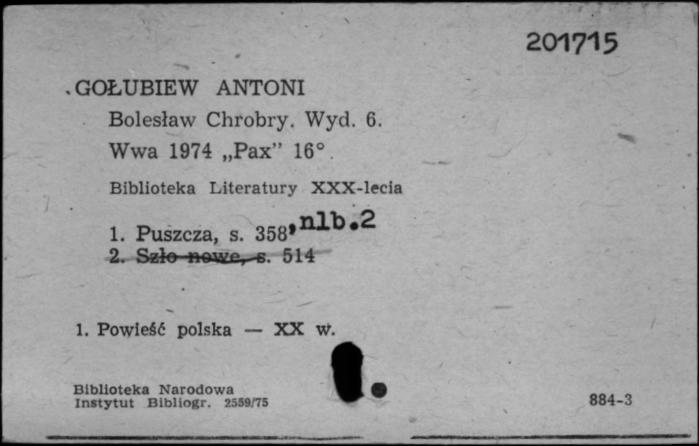 201715
GOŁUBIEW ANTONI
Bolesław Chrobry. Wyd. 6.
Wwa 1974 „Pax” 16°
Biblioteka Literatury XXX-lecia
1. Puszcza, s. 358, nlb.2
2. Szło nowe, s. 514
1. Powieść polska — XX w.
Biblioteka Narodowa
Instytut Bibliogr. 2559/75
884-3